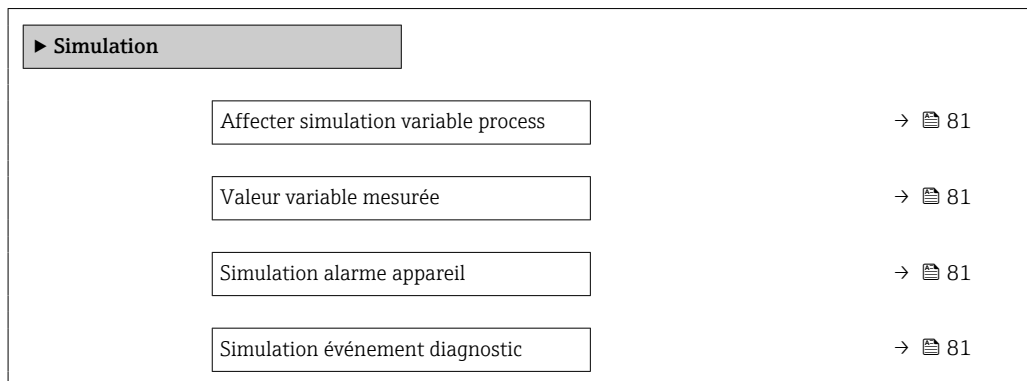 ▶ Simulation
Affecter simulation variable process → 81
Valeur variable mesurée → 81
Simulation alarme appareil → 81
Simulation événement diagnostic → 81